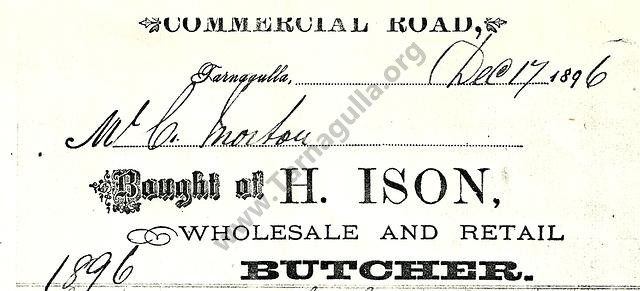 COMMERCIAL ROAD,
Tarnagulla, Dec 17 1896
Mr C. Morton
Bought of H. ISON,
WHOLESALE AND RETAIL
BUTCHER.
1896
www.Tarnagulla.org